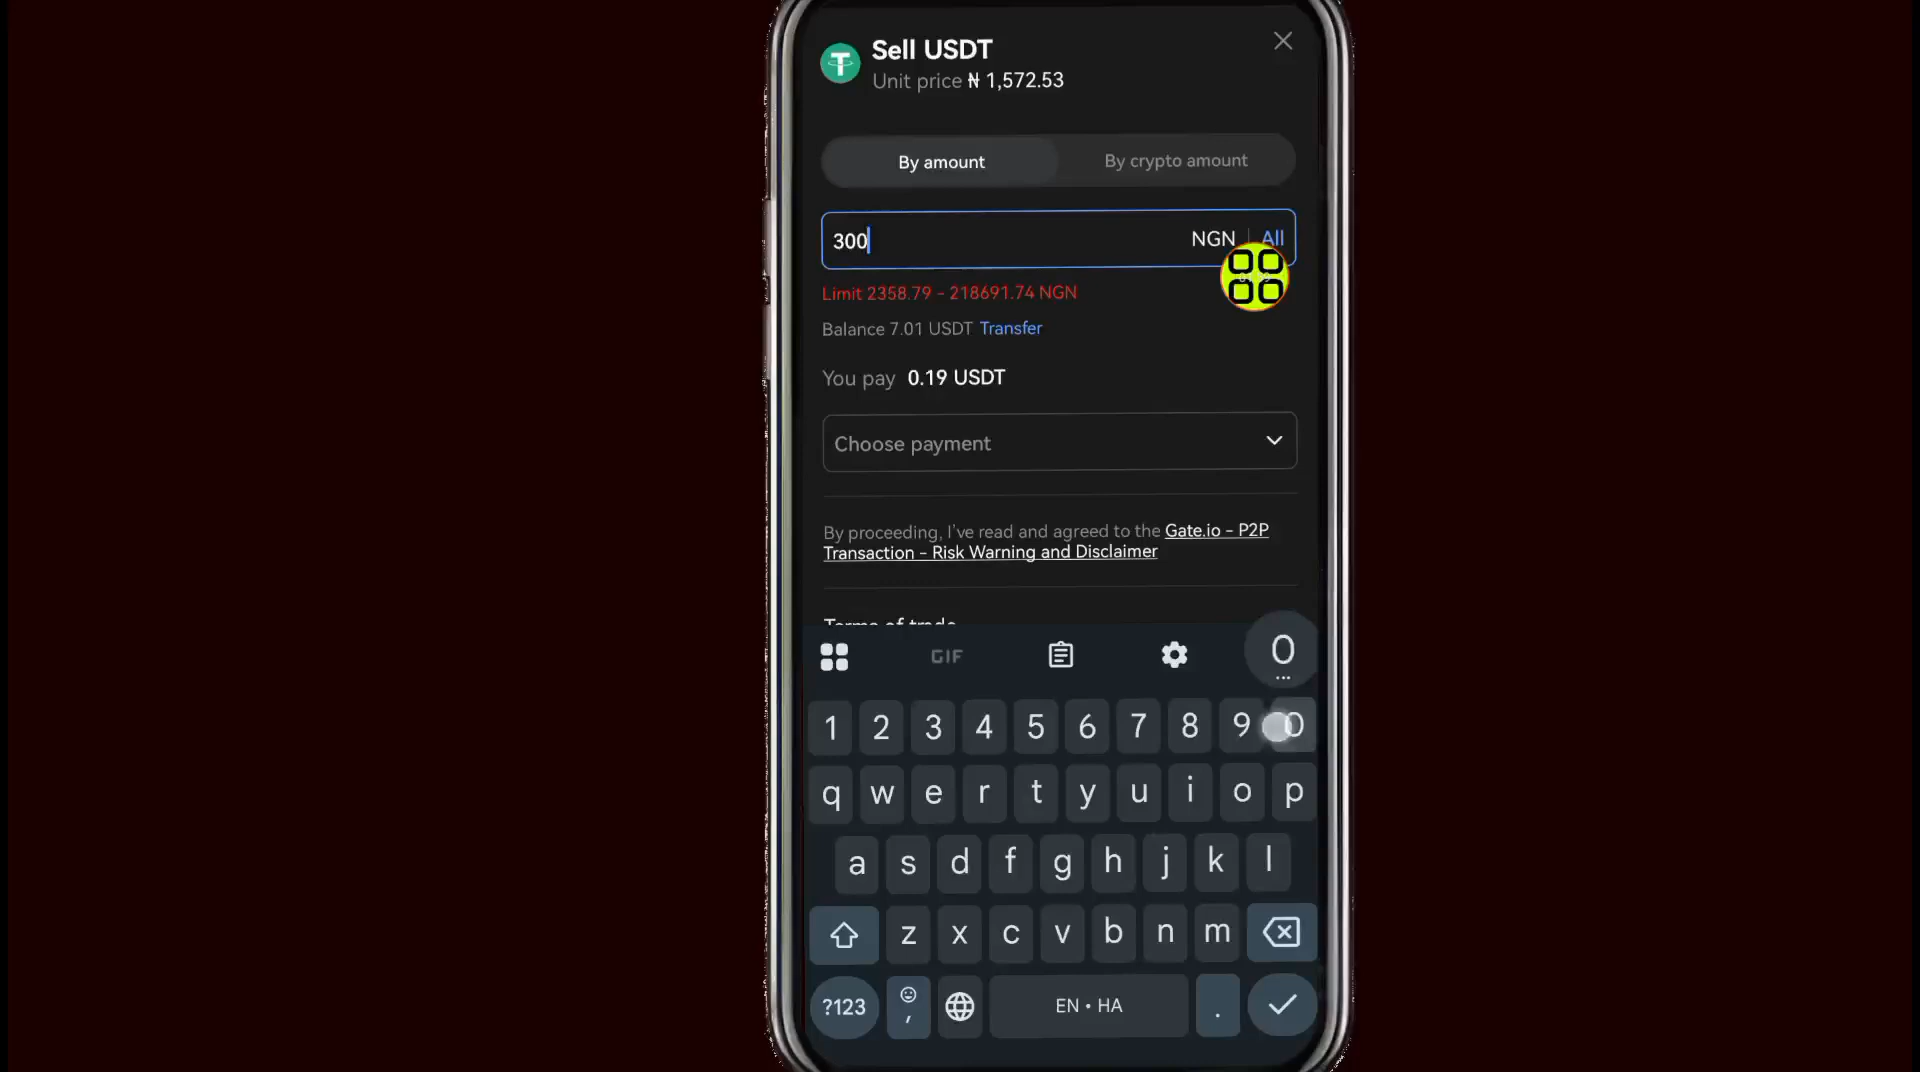 Sell USDT
Unit price ₦ 1,572.53
By amount
By crypto amount
300
NGN | All
Limit 2358.79 - 218691.74 NGN
Balance 7.01 USDT Transfer
You pay 0.19 USDT
Choose payment
By proceeding, I've read and agreed to the Gate.io - P2P
Transaction - Risk Warning and Disclaimer
Terms of trade
GIF
0
1 2 3 4 5 6 7 8 9 0
q w e r t y u i o p
a s d f g h j k l
z x c v b n m
?123 , EN • HA .